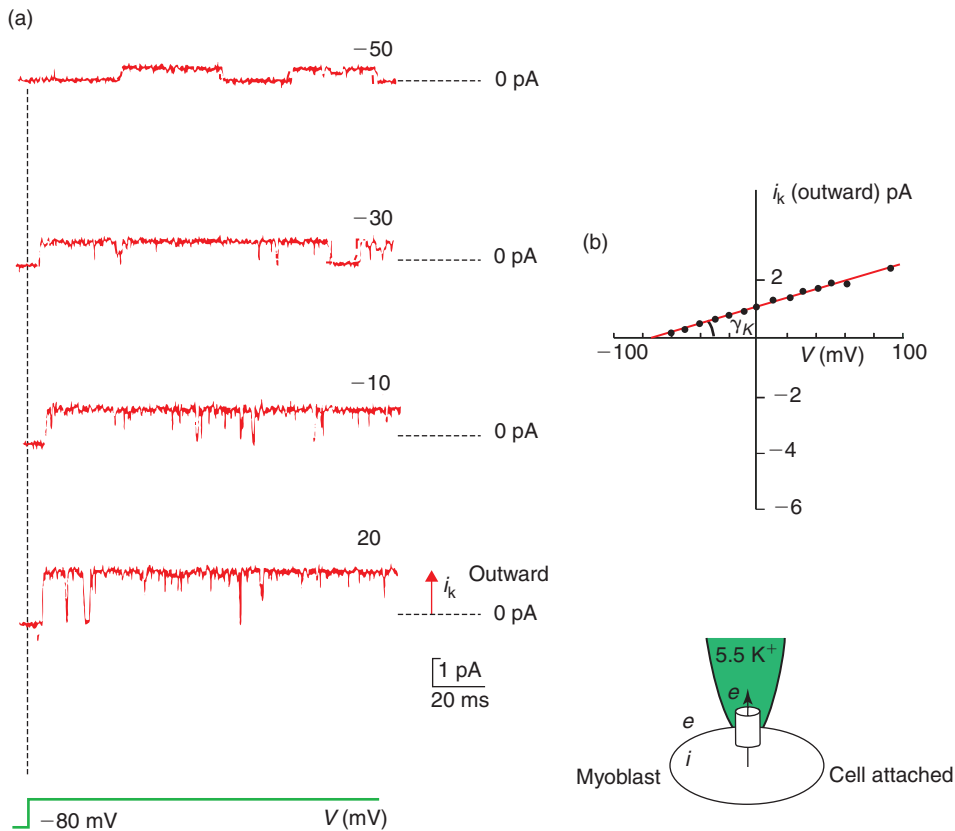 (a)
−50
0 pA
−30
0 pA
−10
0 pA
20
Outward
i_k
0 pA
1 pA
20 ms
−80 mV
V (mV)
(b)
i_k (outward) pA
2
γ_K
−100
V (mV)
100
−2
−4
−6
5.5 K⁺
e
e
i
Myoblast
Cell attached